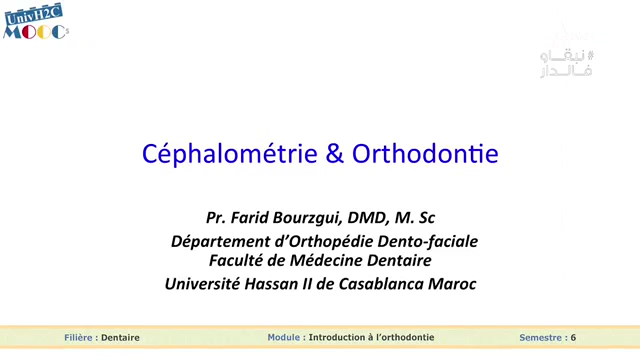 UnivH2C
MOOCs
#نبقاو
فالدار
Céphalométrie & Orthodontie
Pr. Farid Bourzgui, DMD, M. Sc
Département d’Orthopédie Dento-faciale
Faculté de Médecine Dentaire
Université Hassan II de Casablanca Maroc
Filière : Dentaire Module : Introduction à l’orthodontie Semestre : 6